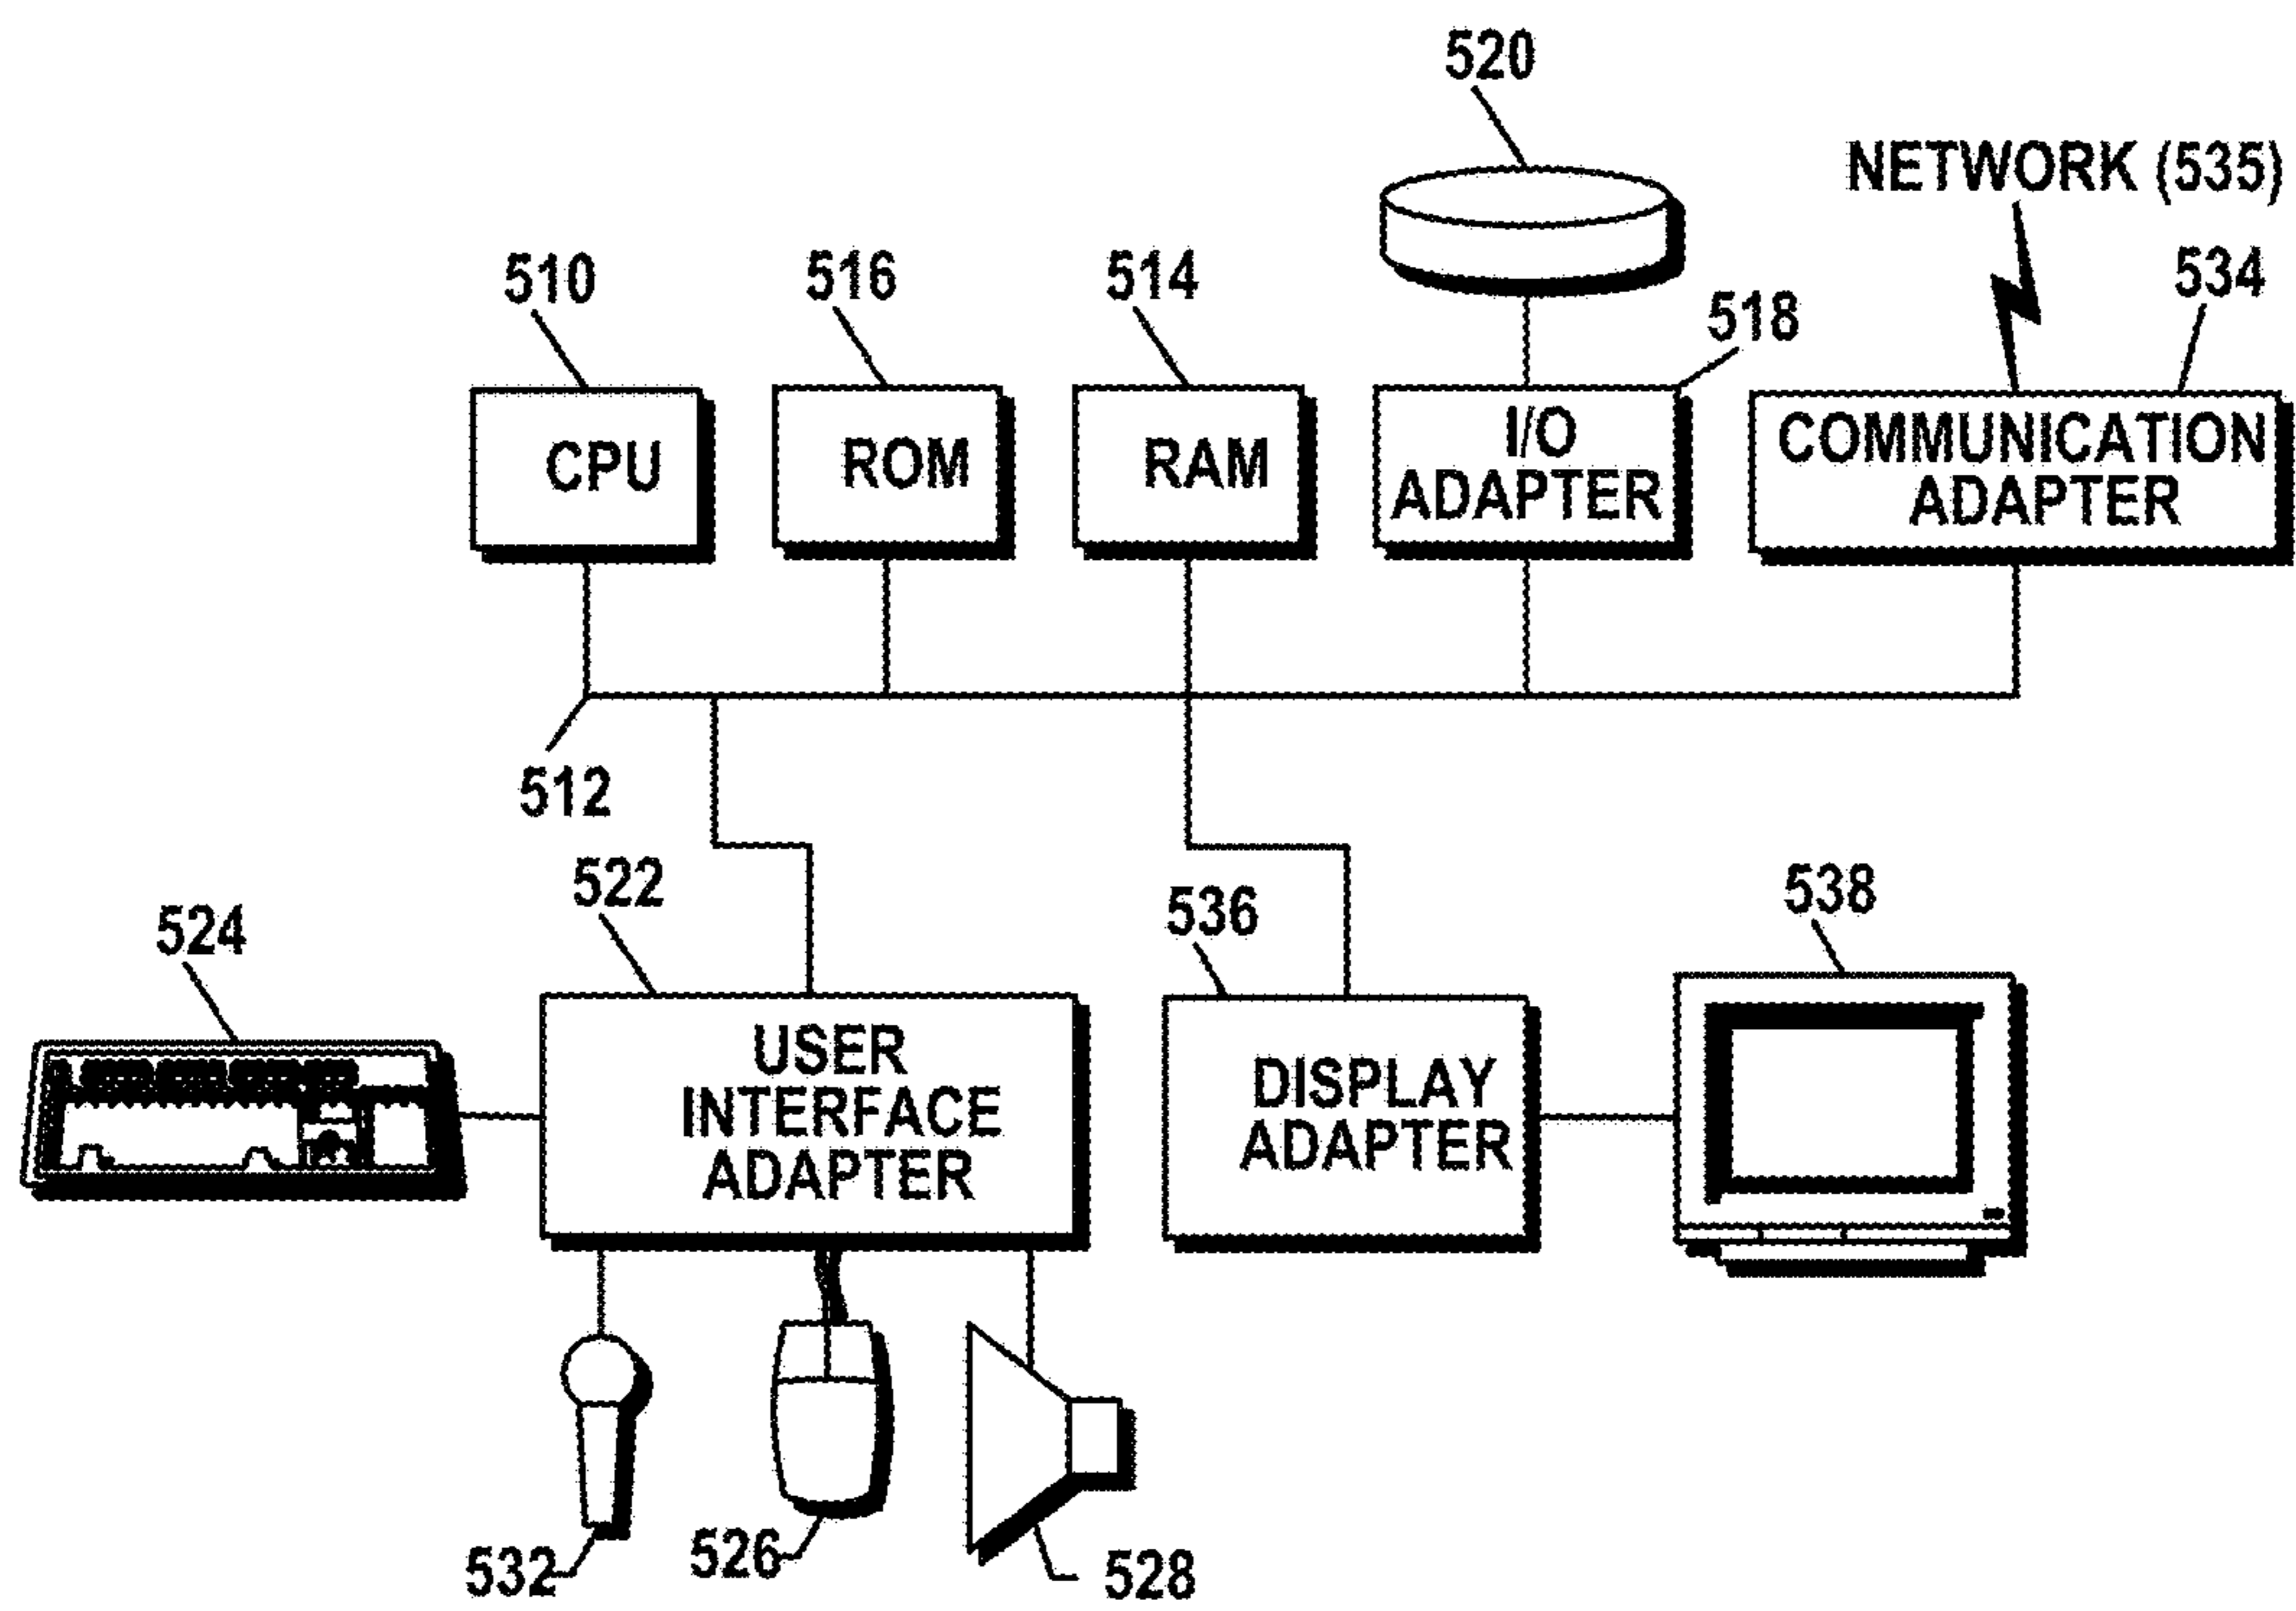 520
NETWORK (535)
510
516
514
534
518
CPU
ROM
RAM
I/O
ADAPTER
COMMUNICATION
ADAPTER
512
522
524
536
538
USER
INTERFACE
ADAPTER
DISPLAY
ADAPTER
532
526
528